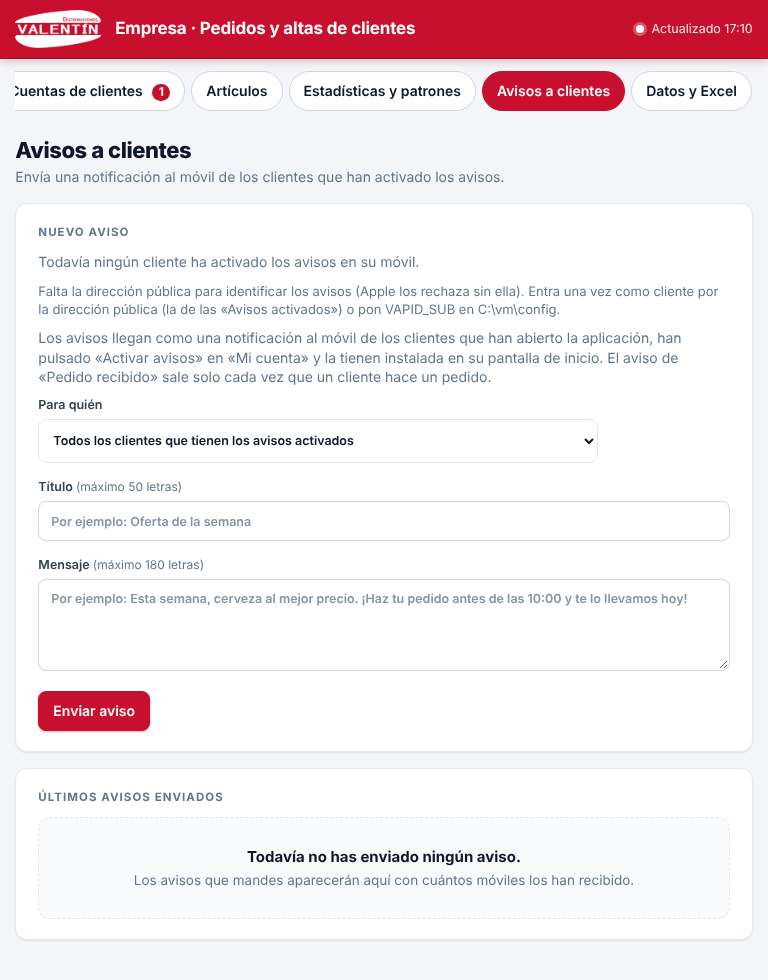 Distribuciones
VALENTÍN
Empresa · Pedidos y altas de clientes
Actualizado 17:10
Cuentas de clientes 1
Artículos
Estadísticas y patrones
Avisos a clientes
Datos y Excel
Avisos a clientes
Envía una notificación al móvil de los clientes que han activado los avisos.
NUEVO AVISO
Todavía ningún cliente ha activado los avisos en su móvil.
Falta la dirección pública para identificar los avisos (Apple los rechaza sin ella). Entra una vez como cliente por
la dirección pública (la de las «Avisos activados») o pon VAPID_SUB en C:\vm\config.
Los avisos llegan como una notificación al móvil de los clientes que han abierto la aplicación, han
pulsado «Activar avisos» en «Mi cuenta» y la tienen instalada en su pantalla de inicio. El aviso de
«Pedido recibido» sale solo cada vez que un cliente hace un pedido.
Para quién
Todos los clientes que tienen los avisos activados
Título (máximo 50 letras)
Por ejemplo: Oferta de la semana
Mensaje (máximo 180 letras)
Por ejemplo: Esta semana, cerveza al mejor precio. ¡Haz tu pedido antes de las 10:00 y te lo llevamos hoy!
Enviar aviso
ÚLTIMOS AVISOS ENVIADOS
Todavía no has enviado ningún aviso.
Los avisos que mandes aparecerán aquí con cuántos móviles los han recibido.